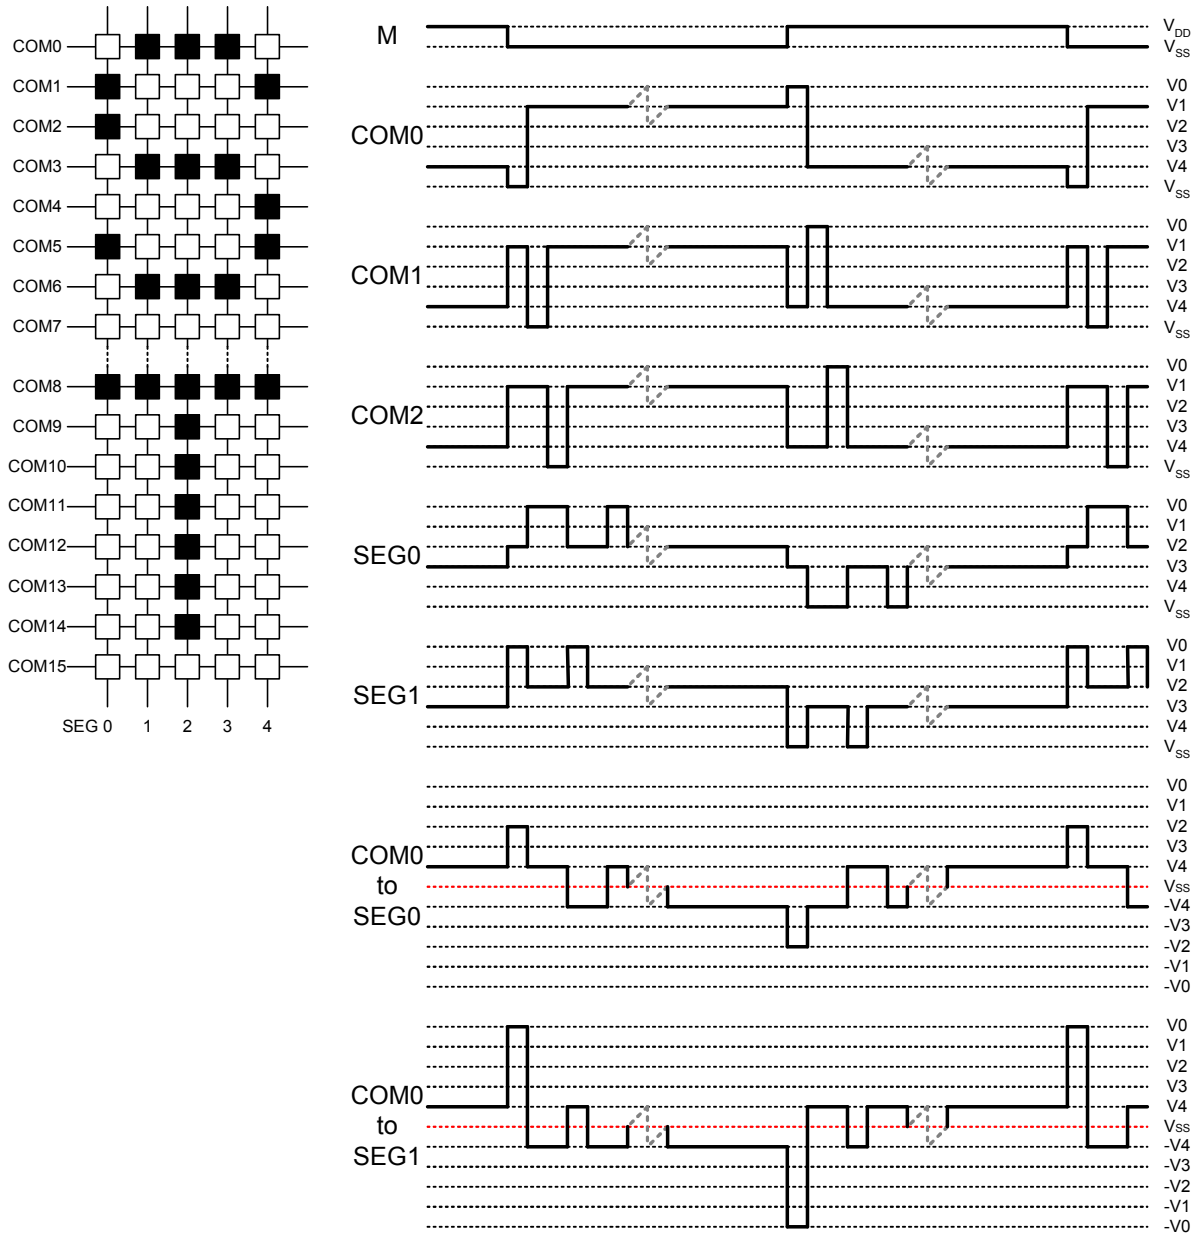 COM0
COM1
COM2
COM3
COM4
COM5
COM6
COM7
COM8
COM9
COM10
COM11
COM12
COM13
COM14
COM15
SEG 0 1 2 3 4
M
VDD
VSS
COM0
V0
V1
V2
V3
V4
VSS
COM1
V0
V1
V2
V3
V4
VSS
COM2
V0
V1
V2
V3
V4
VSS
SEG0
V0
V1
V2
V3
V4
VSS
SEG1
V0
V1
V2
V3
V4
VSS
COM0
to
SEG0
V0
V1
V2
V3
V4
VSS
-V4
-V3
-V2
-V1
-V0
COM0
to
SEG1
V0
V1
V2
V3
V4
VSS
-V4
-V3
-V2
-V1
-V0